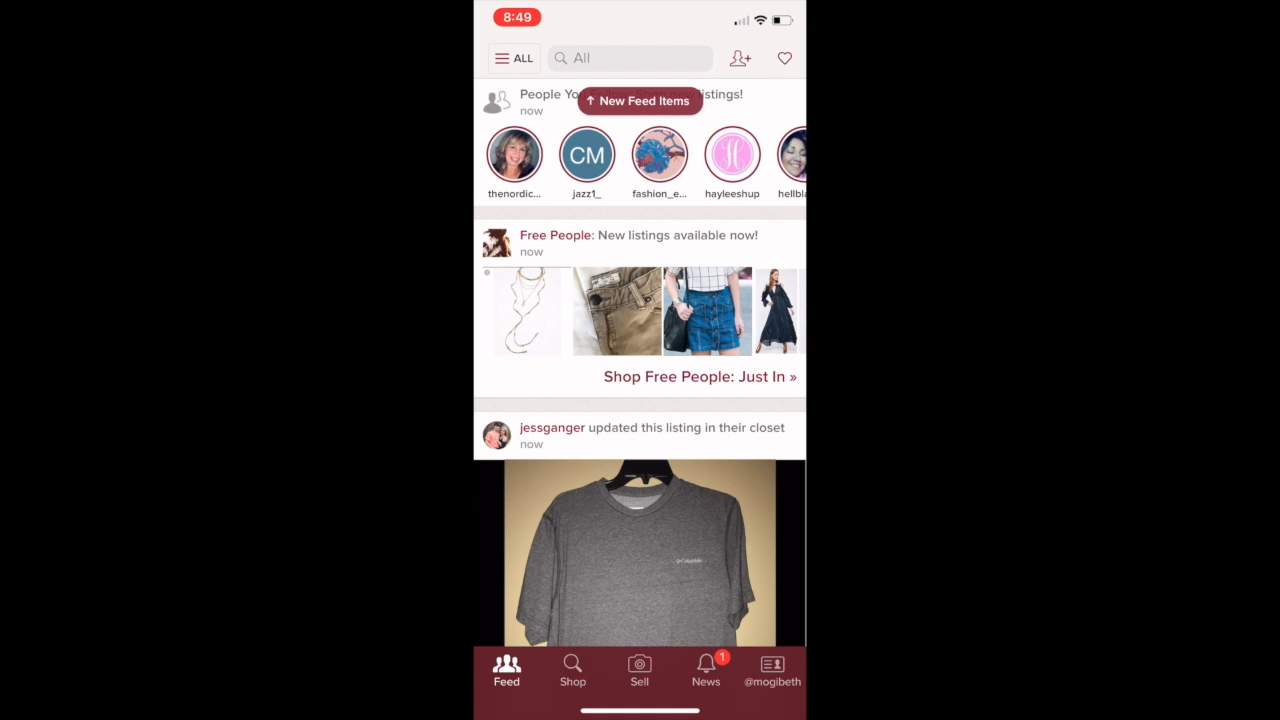 8:49
ALL
All
People Yo
listings!
New Feed Items
now
CM
H
thenordic...
jazz1_
fashion_e...
hayleeshup
hellbla
Free People: New listings available now!
now
Shop Free People: Just In »
jessganger updated this listing in their closet
now
Columbia
1
Feed
Shop
Sell
News
@mogibeth